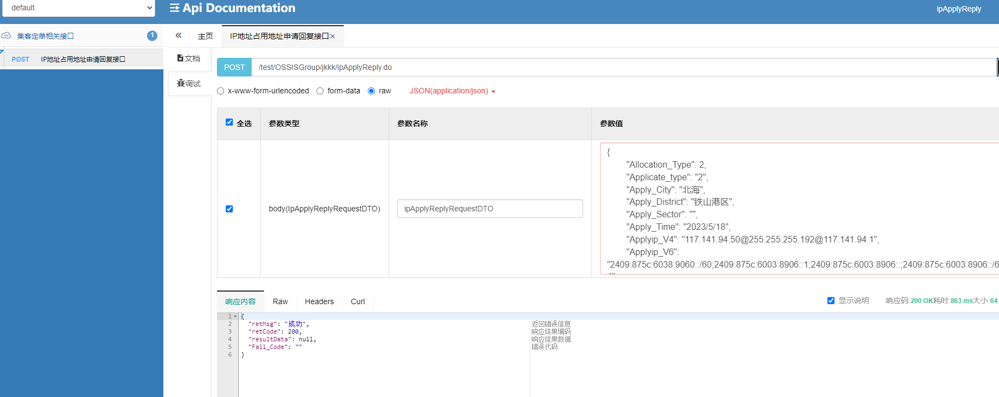 default
Api Documentation
ipApplyReply
集客定单相关接口
1
主页
IP地址占用地址申请回复接口×
POST
IP地址占用地址申请回复接口
文档
调试
POST
/test/OSSISGroup/jkkk/ipApplyReply.do
x-www-form-urlencoded
form-data
raw
JSON(application/json)
全选
参数类型
参数名称
参数值
body(IpApplyReplyRequestDTO)
ipApplyReplyRequestDTO
{
"Allocation_Type": 2,
"Applicate_type": "2",
"Apply_City": "北海",
"Apply_District": "铁山港区",
"Apply_Sector": "",
"Apply_Time": "2023/5/18",
"Applyip_V4": "117.141.94.50@255.255.255.192@117.141.94.1",
"Applyip_V6":
"2409:875c:6038:9060::/60;2409:875c:6003:8906::1;2409:875c:6003:8906::;2409:875c:6003:8906::/6
响应内容
Raw
Headers
Curl
显示说明
响应码:200 OK耗时:863 ms大小:64
1 {
2 "retMsg": "成功", 返回错误信息
3 "retCode": 200, 响应结果编码
4 "resultData": null, 响应结果数据
5 "Fail_Code": "" 错误代码
6 }